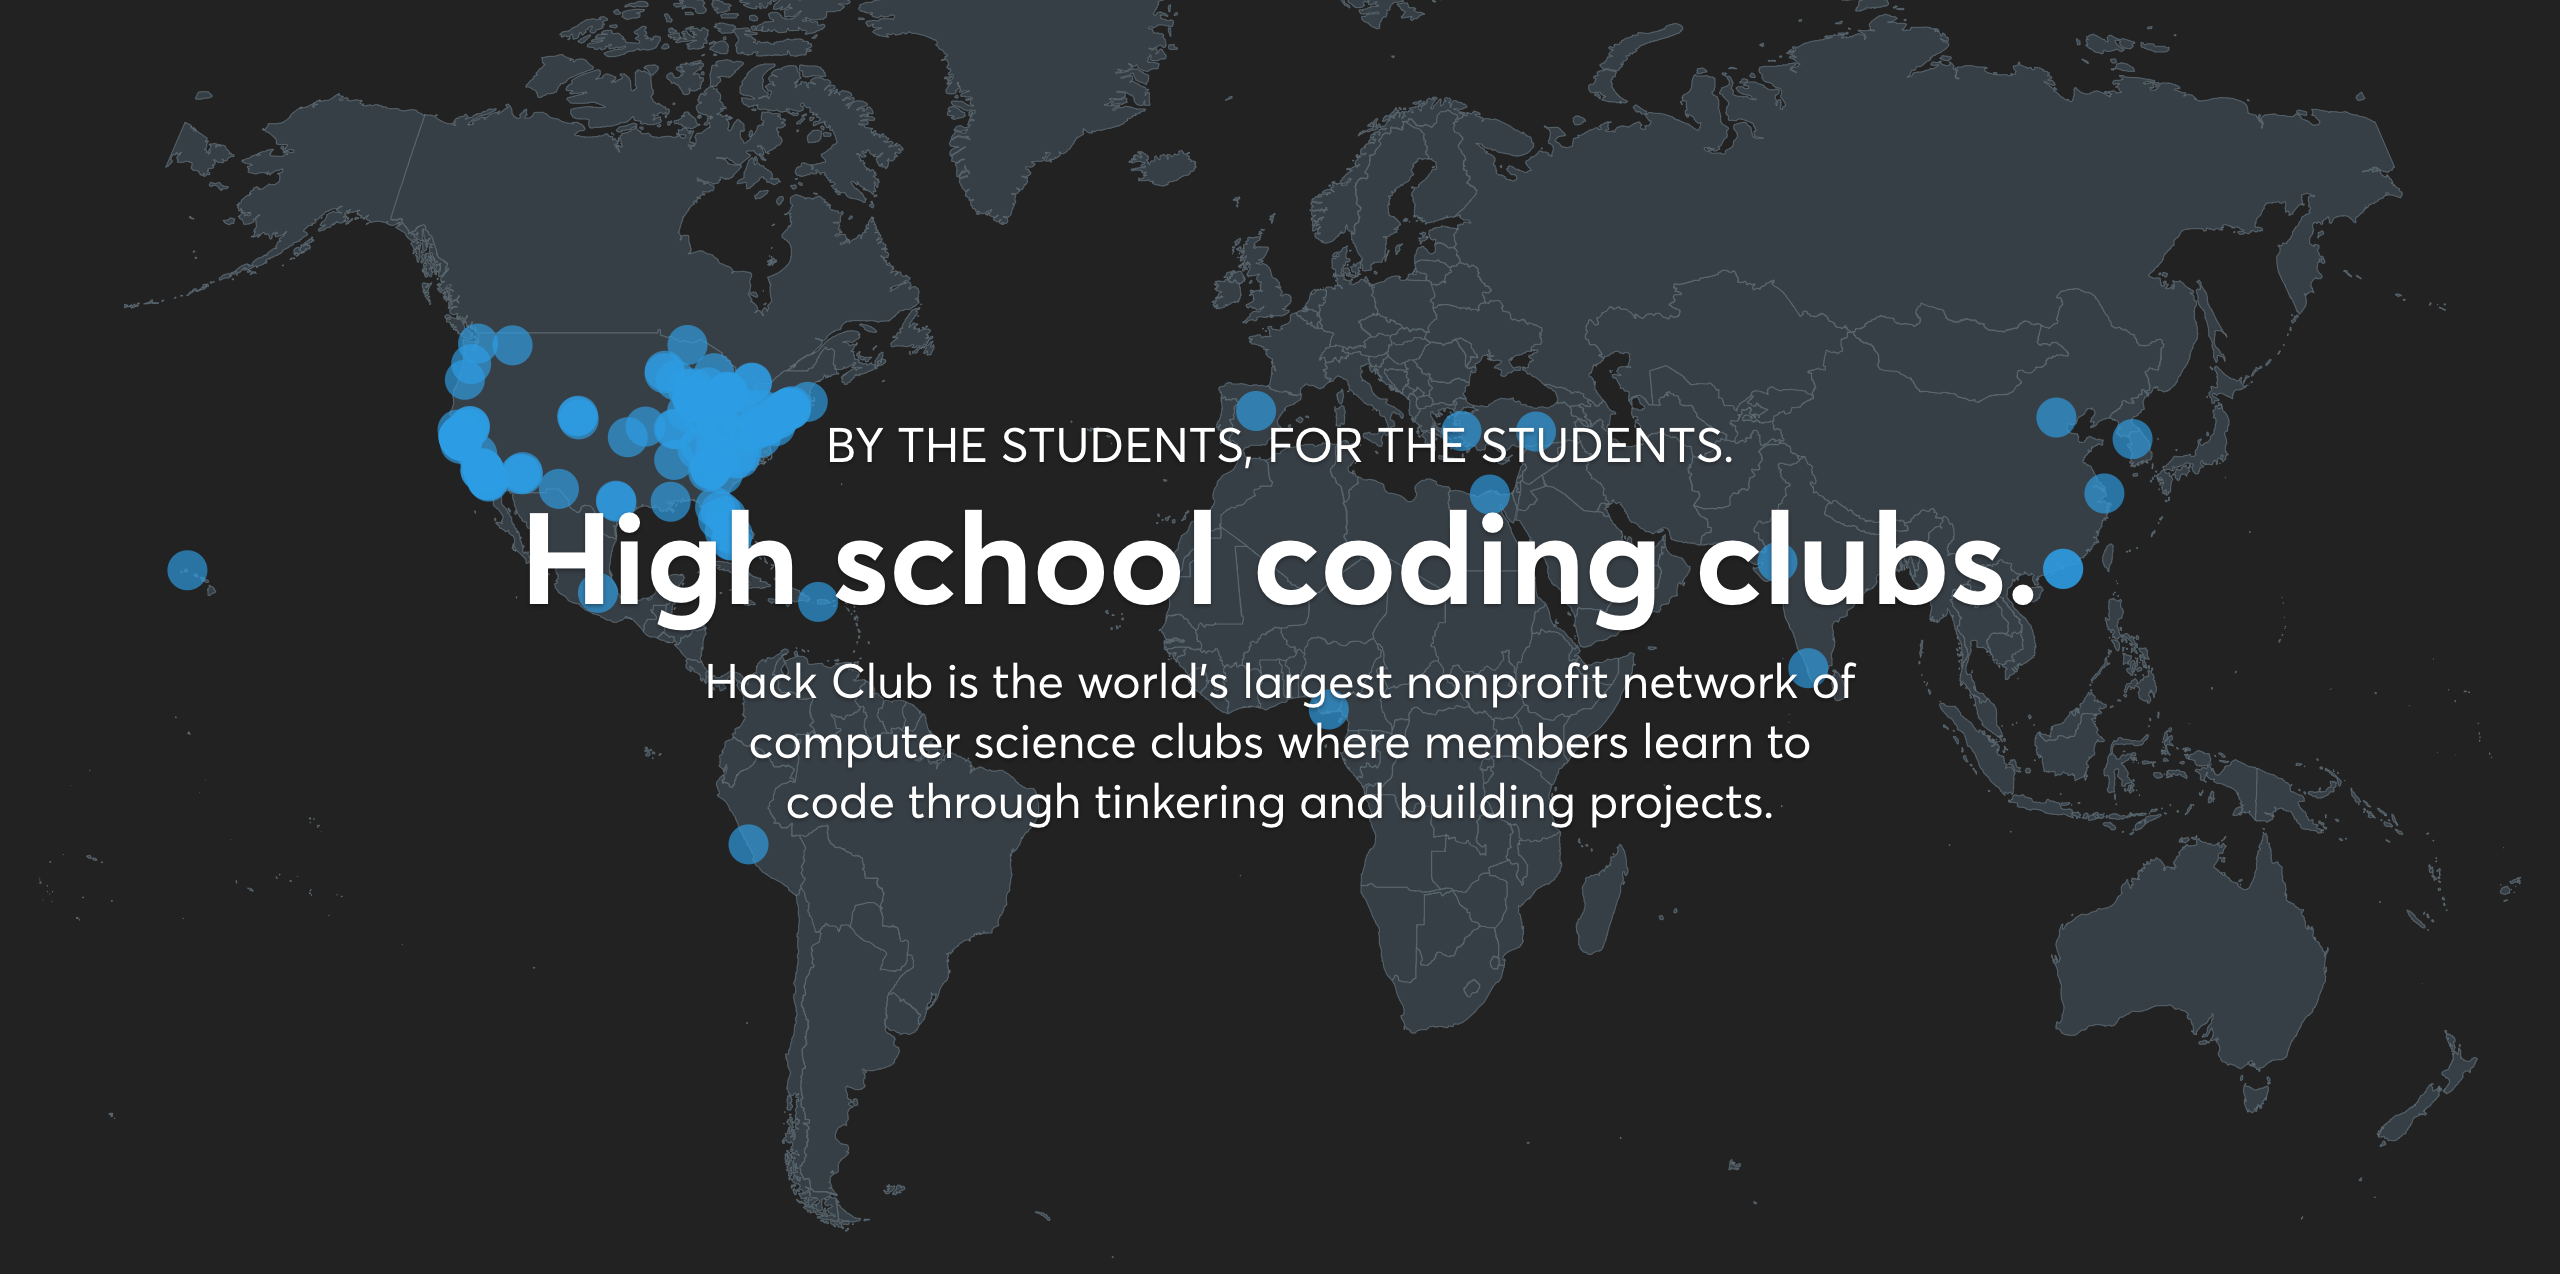 BY THE STUDENTS, FOR THE STUDENTS.
High school coding clubs.
Hack Club is the world’s largest nonprofit network of
computer science clubs where members learn to
code through tinkering and building projects.